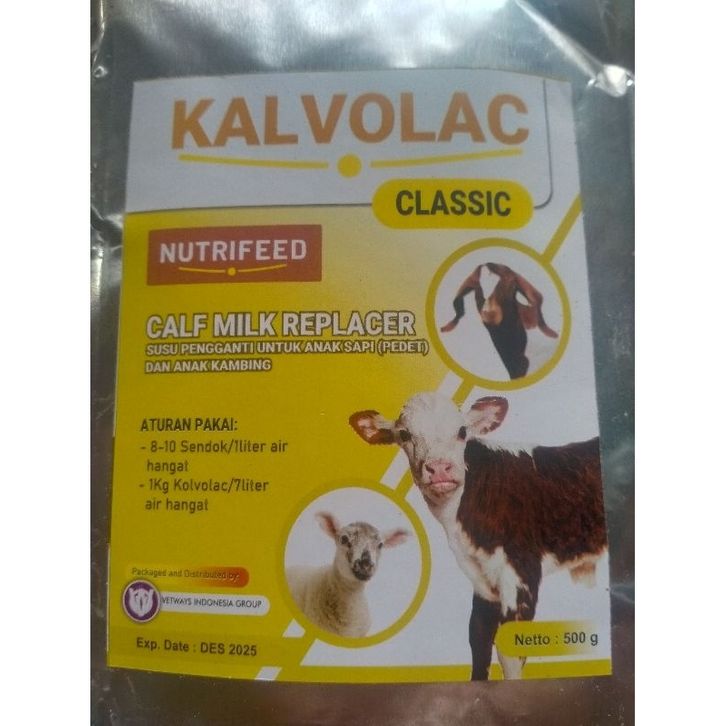 KALVOLAC
CLASSIC
NUTRIFEED
CALF MILK REPLACER
SUSU PENGGANTI UNTUK ANAK SAPI (PEDET)
DAN ANAK KAMBING
ATURAN PAKAI:
- 8-10 Sendok/1liter air
hangat
- 1Kg Kolvolac/7liter
air hangat
Packaged and Distributed by:
VETWAYS INDONESIA GROUP
Exp. Date : DES 2025
Netto : 500 g